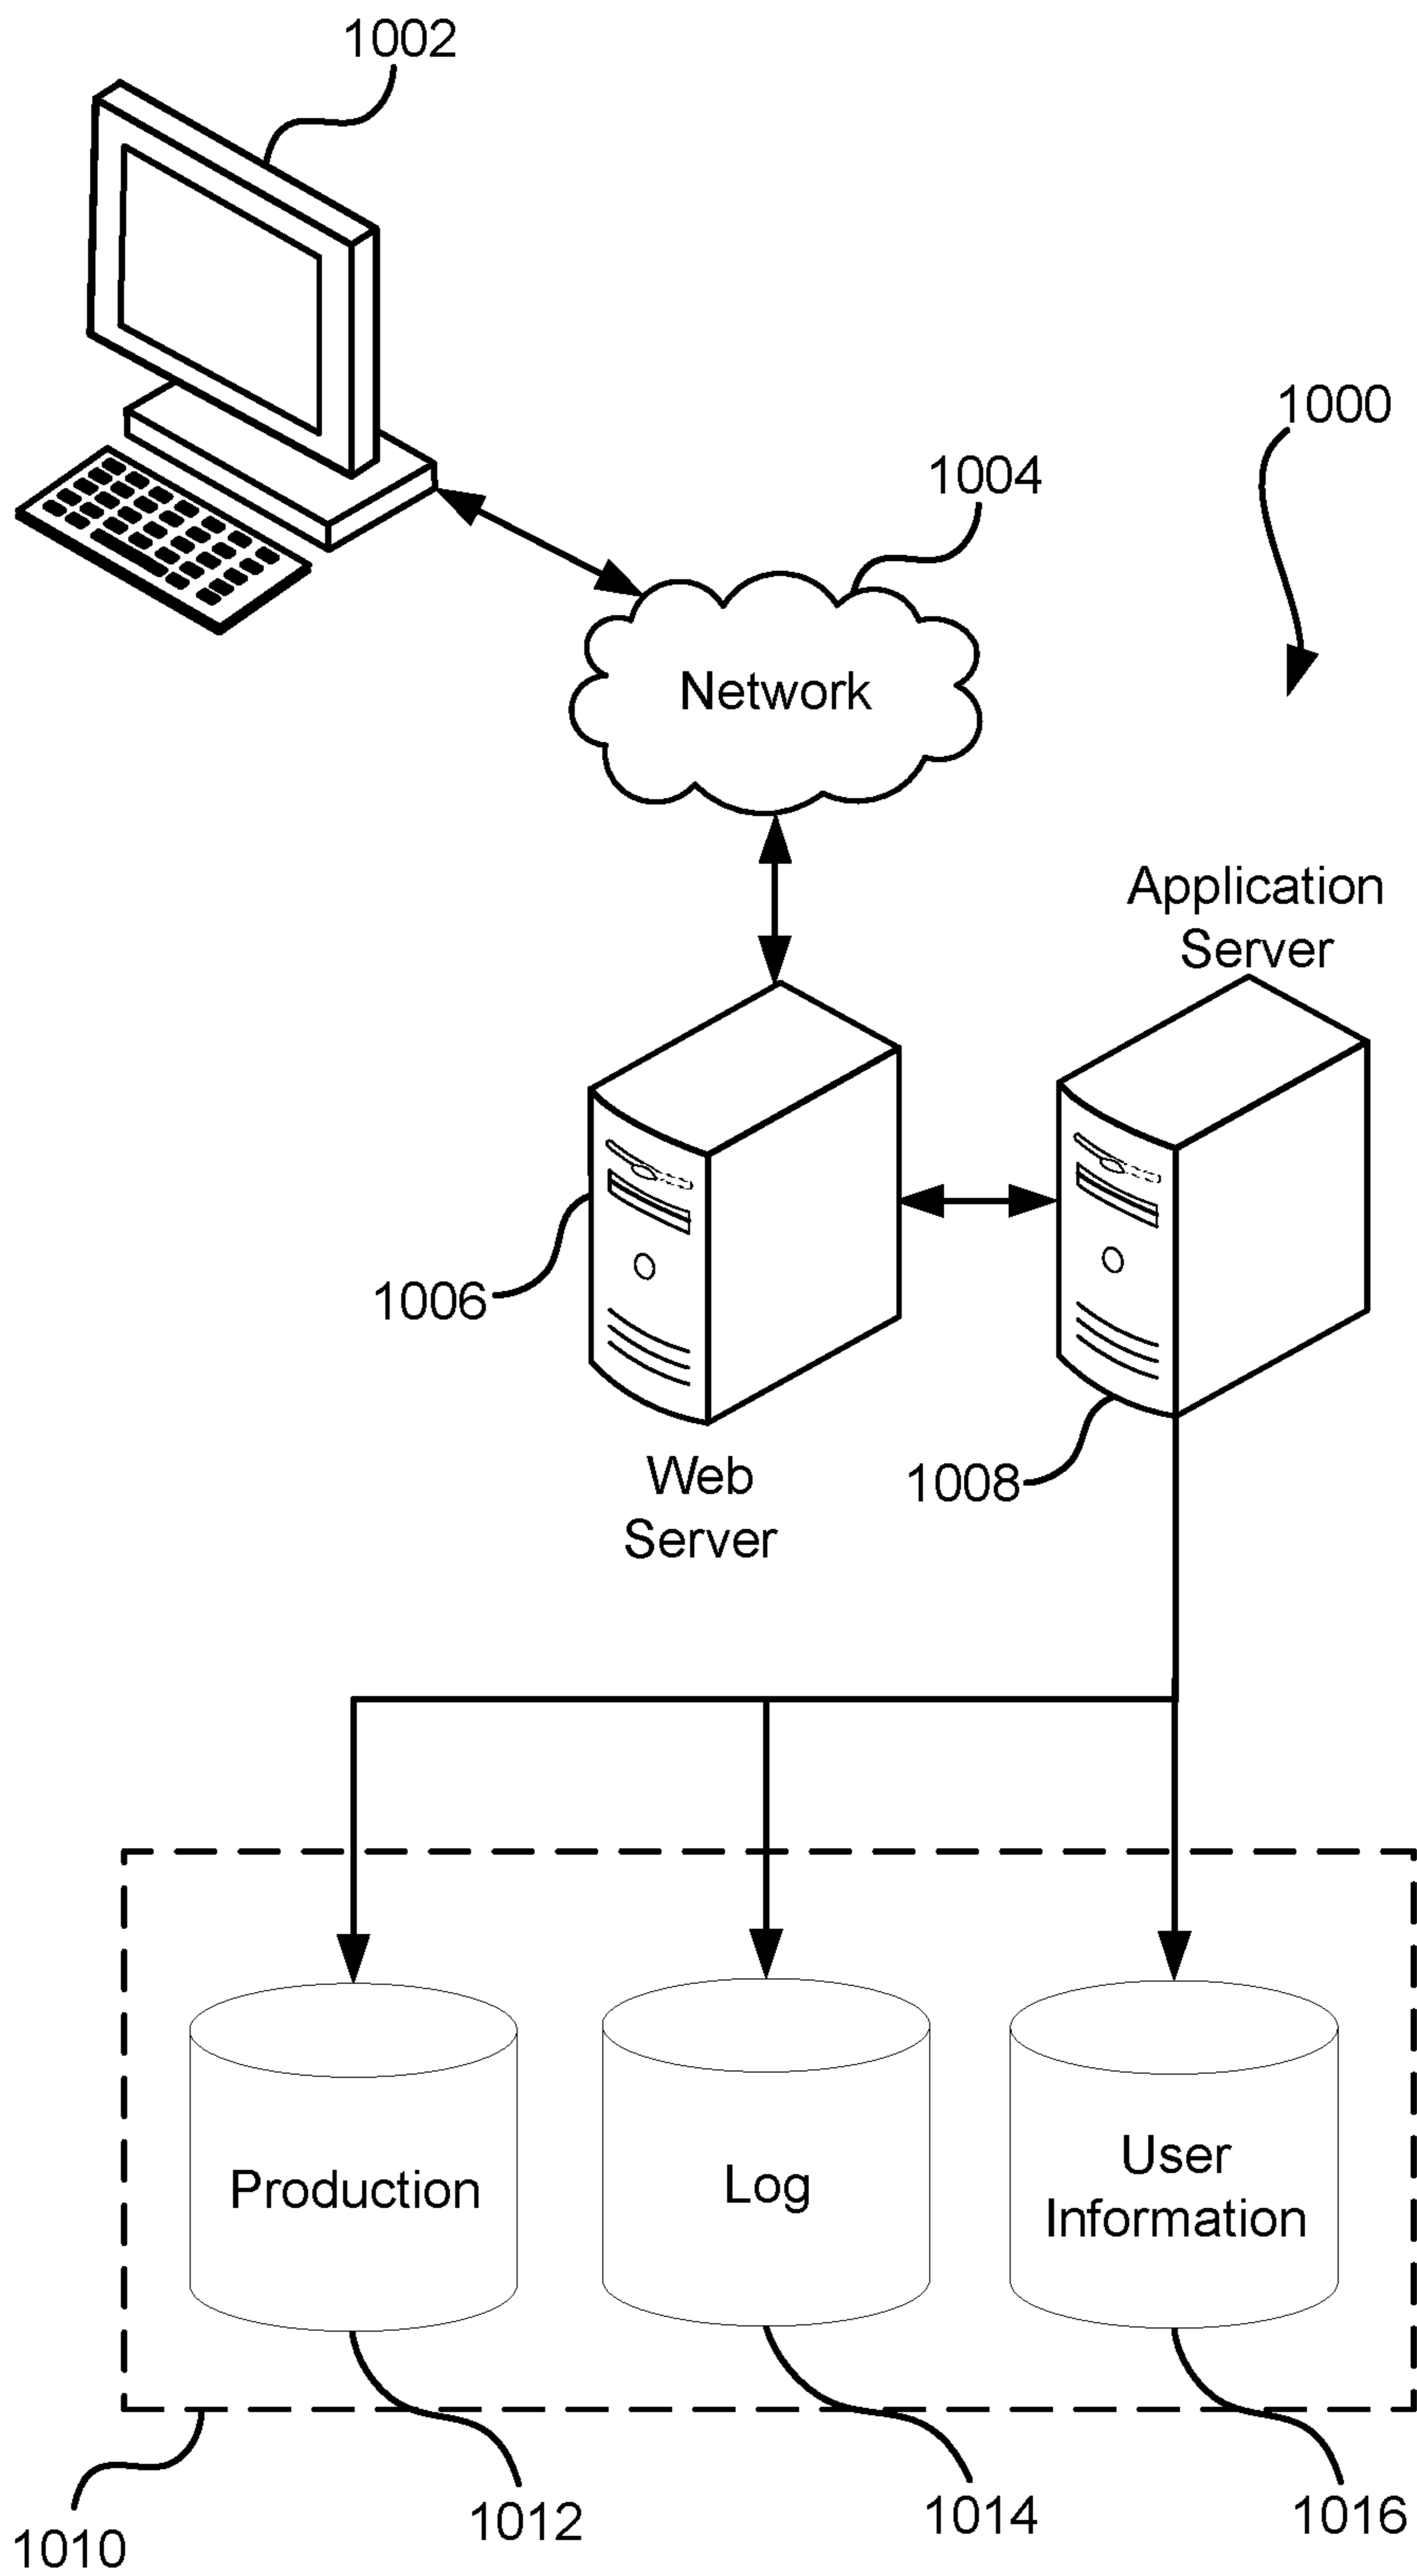 1002
1000
1004
Network
Application
Server
1006
Web
Server
1008
Production
Log
User
Information
1010
1012
1014
1016